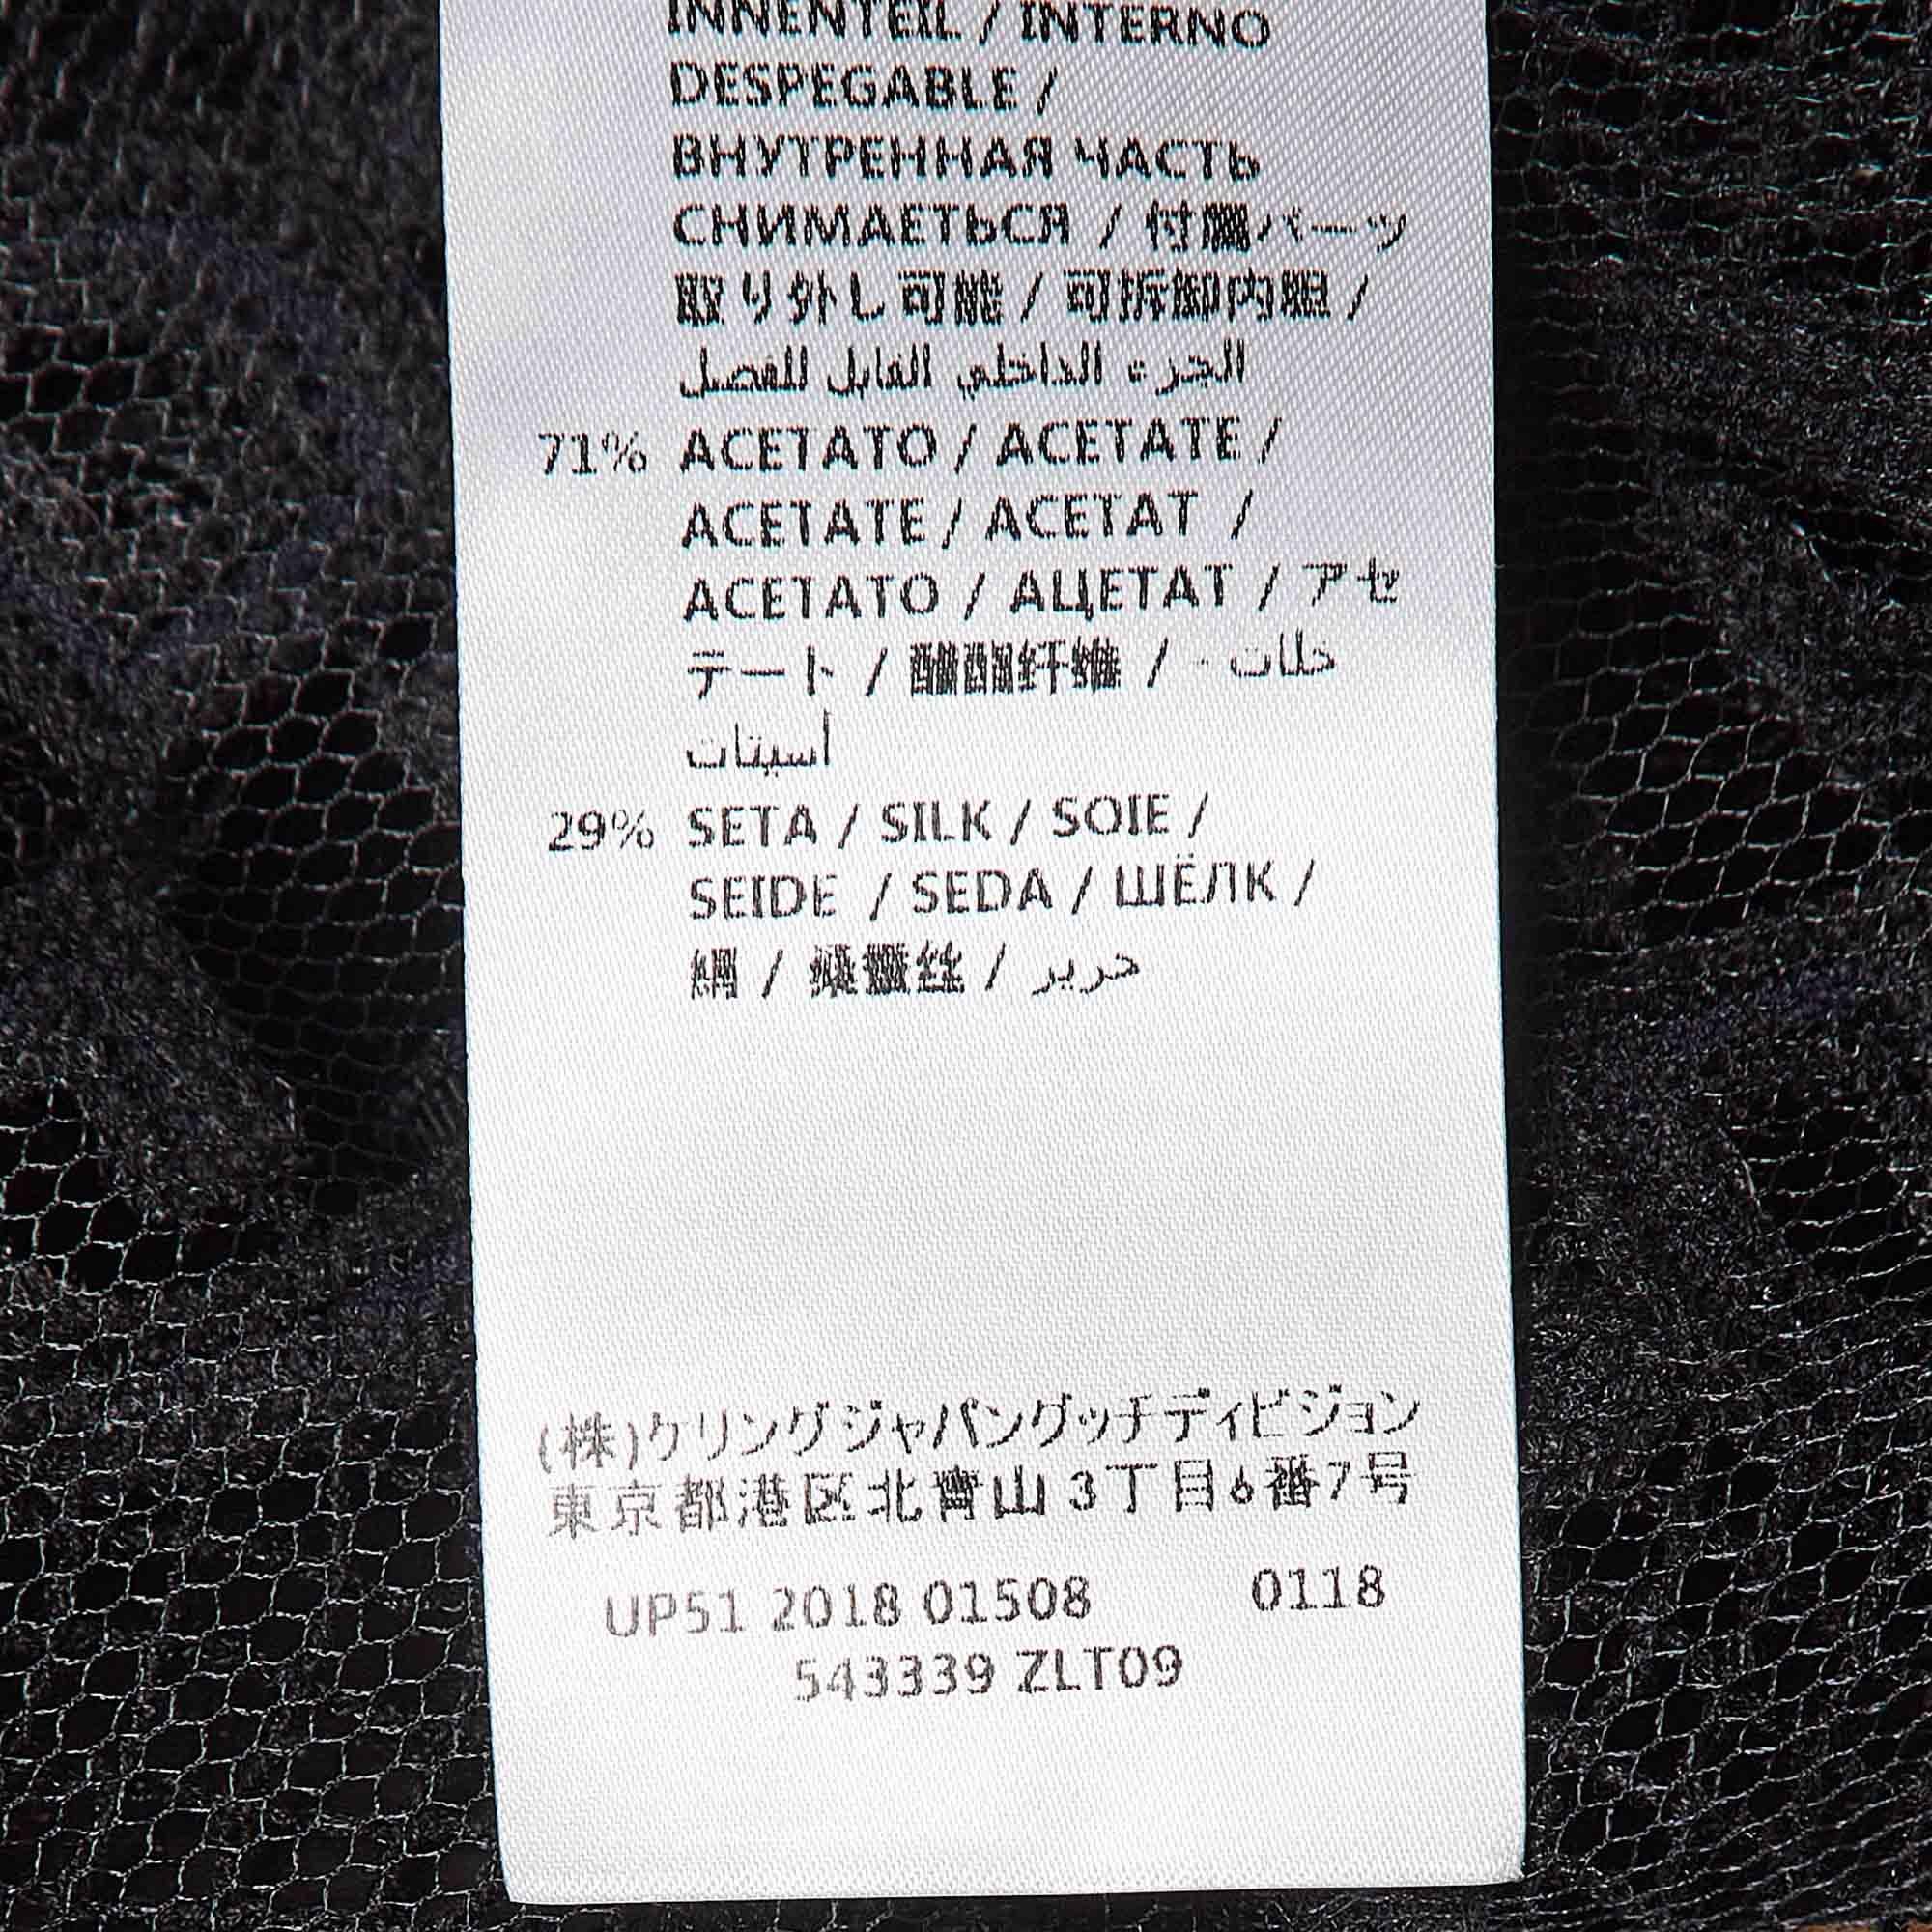 INNENTEIL / INTERNO
DESPEGABLE /
ВНУТРЕННАЯ ЧАСТЬ
СНИМАЕТЬСЯ / 付属パーツ
取り外し可能 / 可拆卸内胆 /
الجزء الداخلي القابل للفصل
71% ACETATO / ACETATE /
ACETATE / ACETAT /
ACETATO / АЦЕТАТ / アセ
テート / 醋酯纤维 / خلات -
أسيتات
29% SETA / SILK / SOIE /
SEIDE / SEDA / ШЁЛК /
絹 / 桑蚕丝 / حرير
(株)ケリングジャパングッチディビジョン
東京都港区北青山3丁目6番7号
UP51 2018 01508 0118
543339 ZLT09